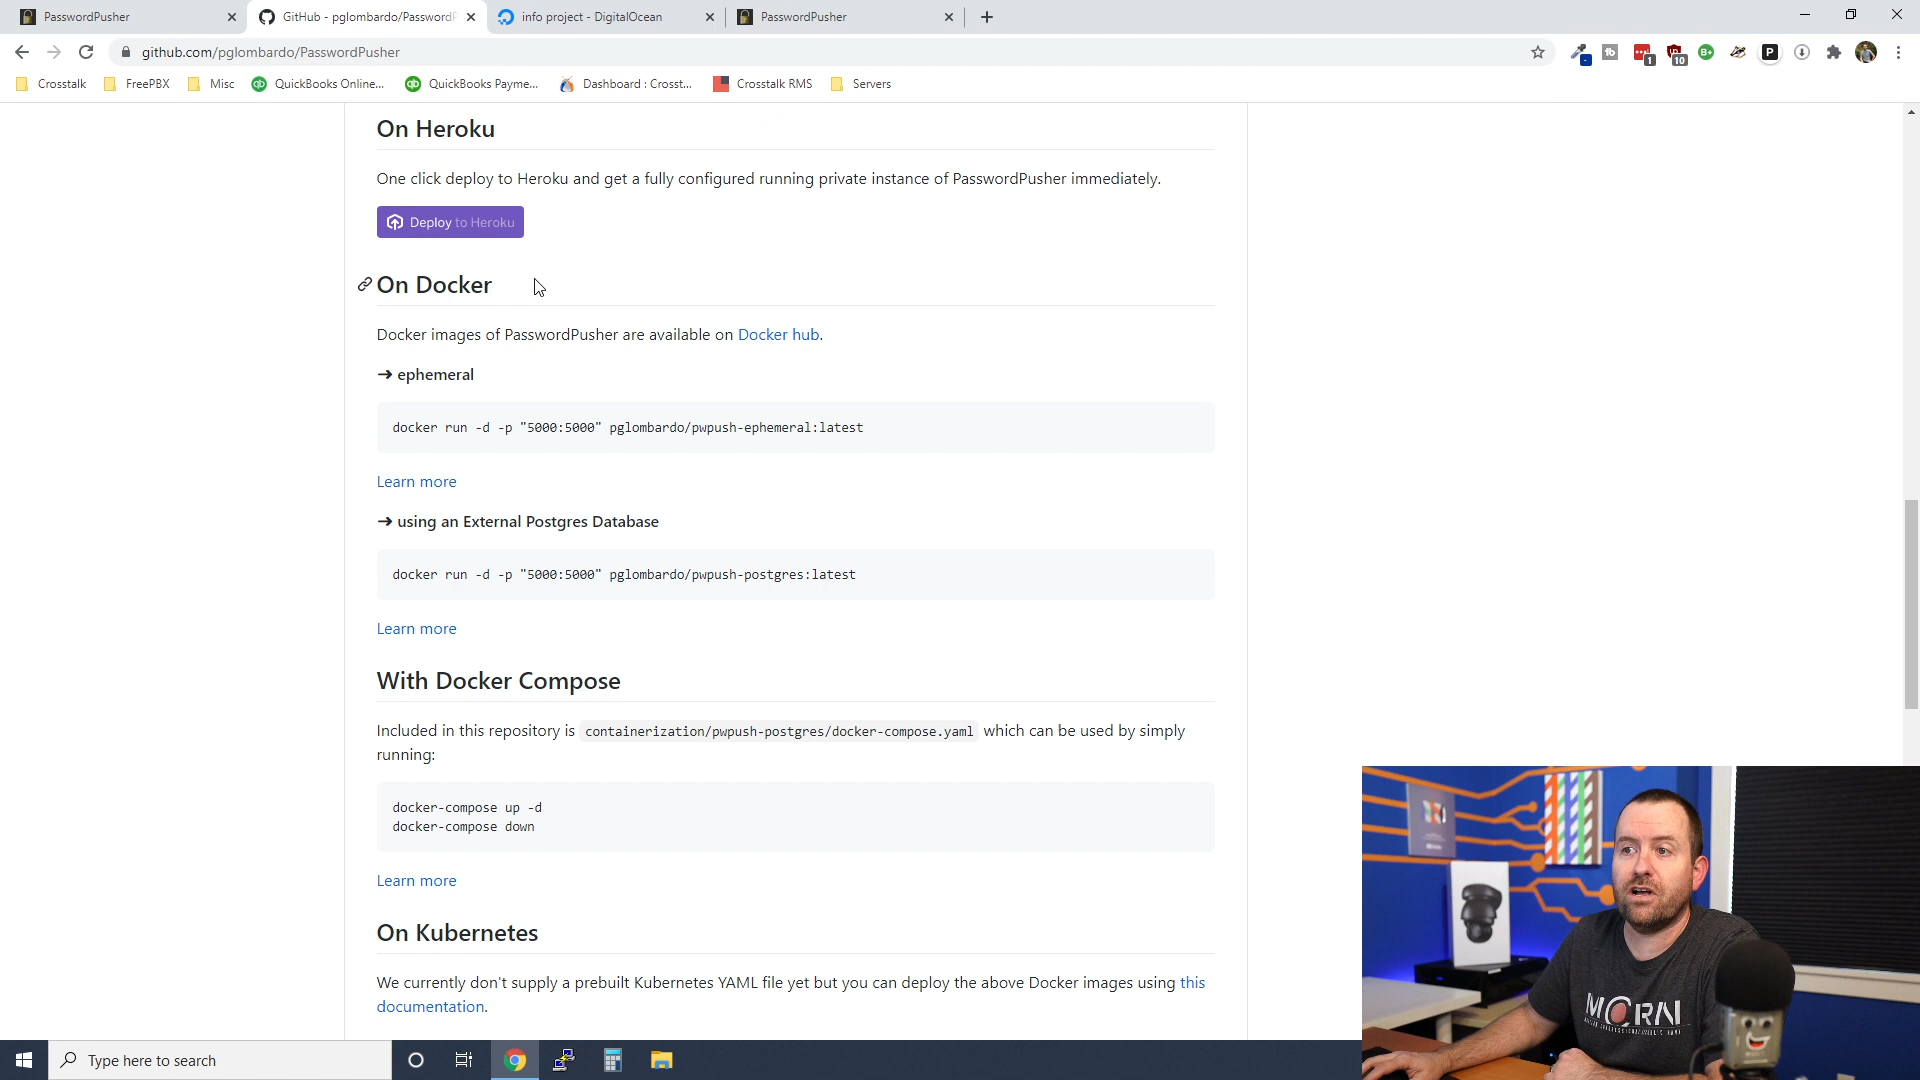 PasswordPusher
GitHub - pglombardo/PasswordP
info project - DigitalOcean
PasswordPusher
github.com/pglombardo/PasswordPusher
1
10
B+
P
Crosstalk
FreePBX
Misc
QuickBooks Online...
QuickBooks Payme...
Dashboard : Crosst...
Crosstalk RMS
Servers
On Heroku
One click deploy to Heroku and get a fully configured running private instance of PasswordPusher immediately.
Deploy to Heroku
On Docker
Docker images of PasswordPusher are available on Docker hub.
→ ephemeral
docker run -d -p "5000:5000" pglombardo/pwpush-ephemeral:latest
Learn more
→ using an External Postgres Database
docker run -d -p "5000:5000" pglombardo/pwpush-postgres:latest
Learn more
With Docker Compose
Included in this repository is containerization/pwpush-postgres/docker-compose.yaml which can be used by simply
running:
docker-compose up -d
docker-compose down
Learn more
On Kubernetes
We currently don't supply a prebuilt Kubernetes YAML file yet but you can deploy the above Docker images using this
documentation.
Type here to search
MCRN